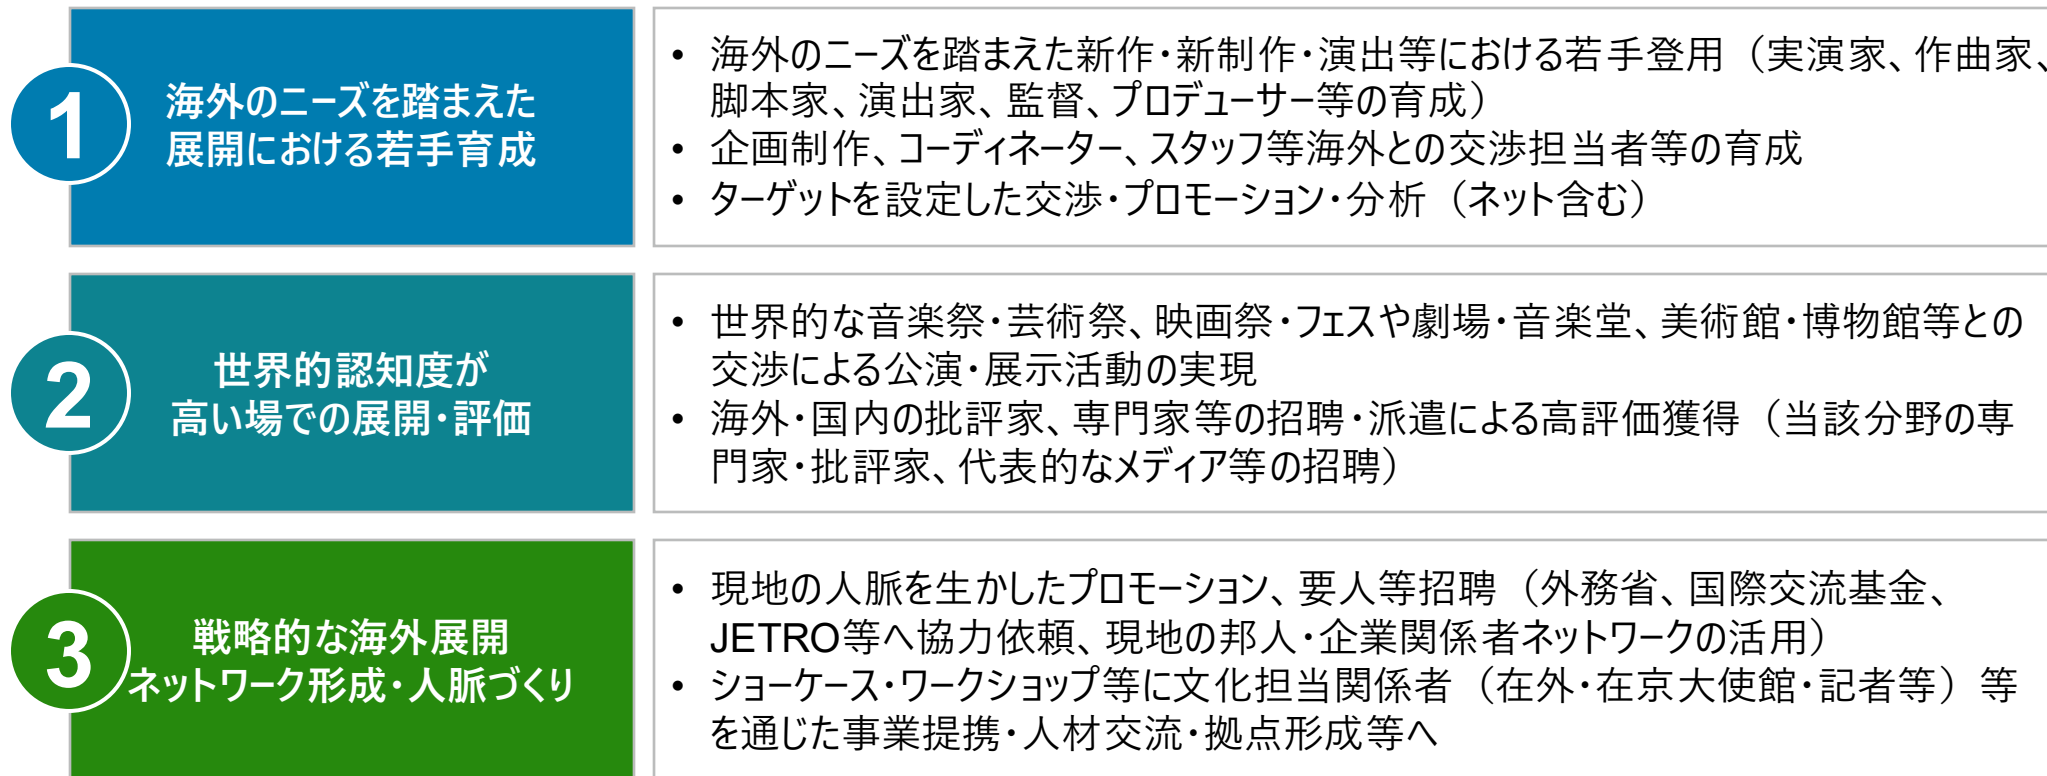 1
海外のニーズを踏まえた
展開における若手育成
• 海外のニーズを踏まえた新作・新制作・演出等における若手登用（実演家、作曲家、
脚本家、演出家、監督、プロデューサー等の育成）
• 企画制作、コーディネーター、スタッフ等海外との交渉担当者等の育成
• ターゲットを設定した交渉・プロモーション・分析（ネット含む）
2
世界的認知度が
高い場での展開・評価
• 世界的な音楽祭・芸術祭、映画祭・フェスや劇場・音楽堂、美術館・博物館等との
交渉による公演・展示活動の実現
• 海外・国内の批評家、専門家等の招聘・派遣による高評価獲得（当該分野の専
門家・批評家、代表的なメディア等の招聘）
3
戦略的な海外展開
ネットワーク形成・人脈づくり
• 現地の人脈を生かしたプロモーション、要人等招聘（外務省、国際交流基金、
JETRO等へ協力依頼、現地の邦人・企業関係者ネットワークの活用）
• ショーケース・ワークショップ等に文化担当関係者（在外・在京大使館・記者等）等
を通じた事業提携・人材交流・拠点形成等へ